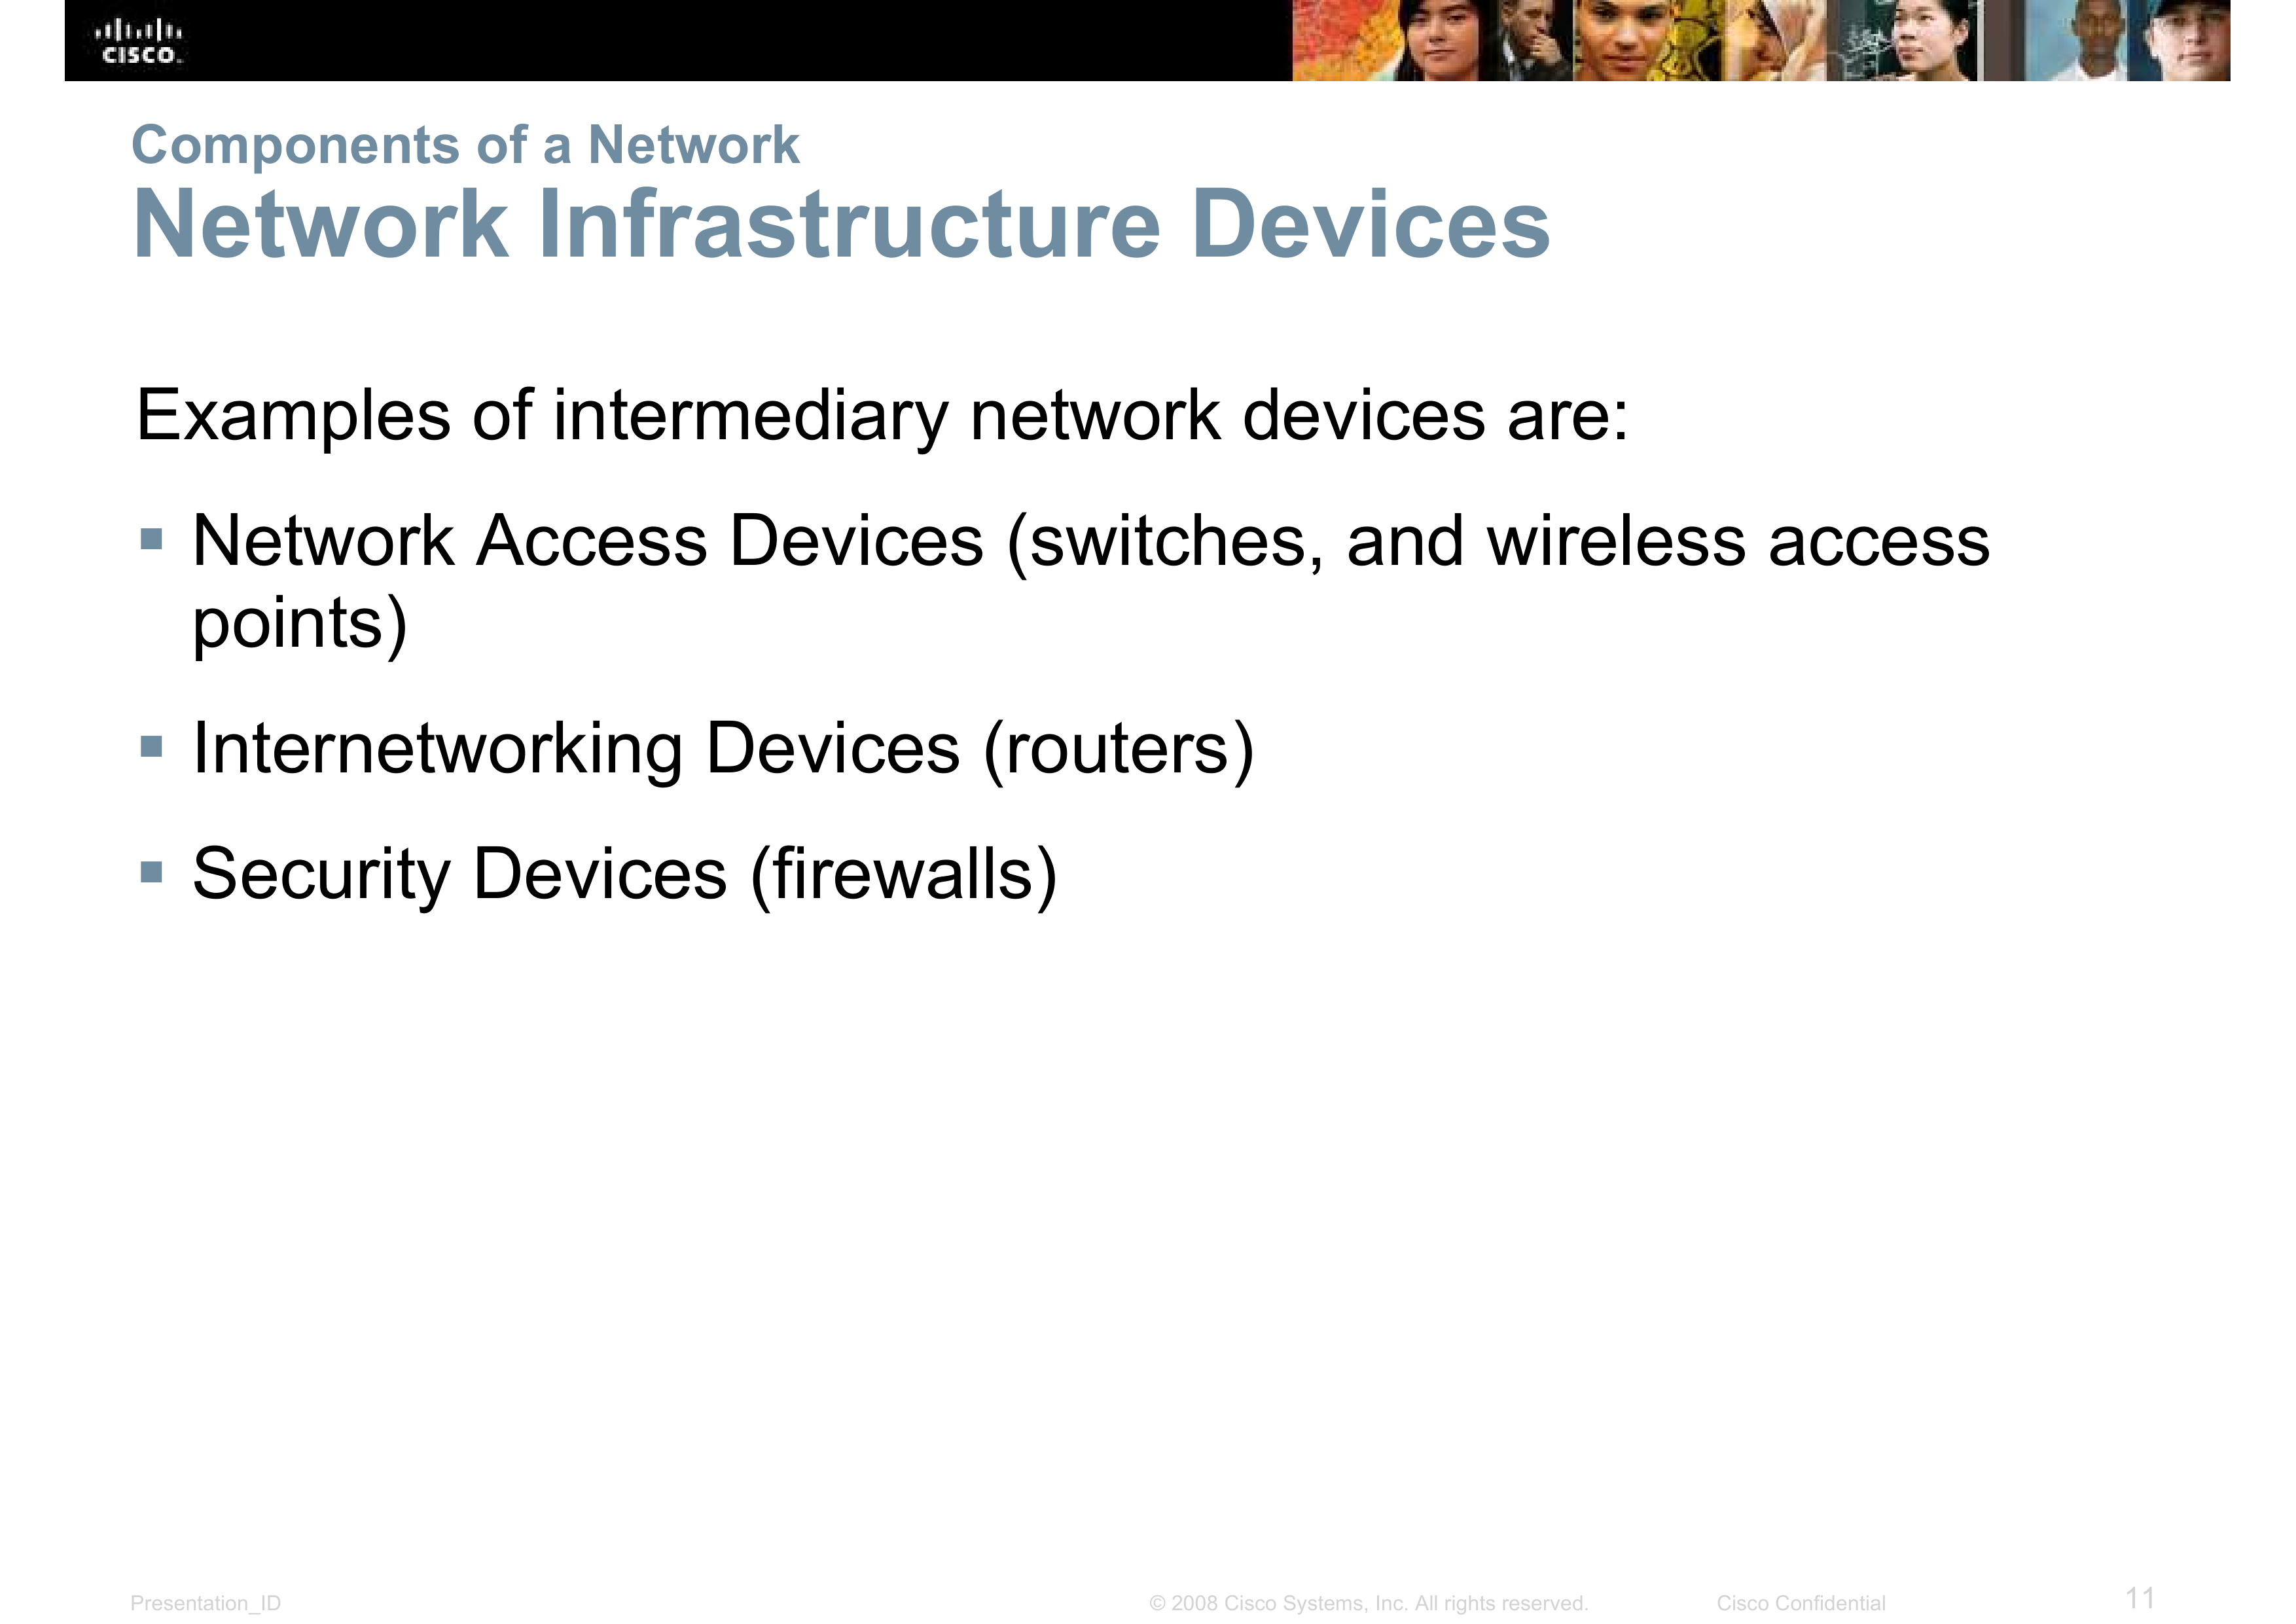 CISCO
Components of a Network
Network Infrastructure Devices
Examples of intermediary network devices are:
Network Access Devices (switches, and wireless access
points)
Internetworking Devices (routers)
Security Devices (firewalls)
Presentation_ID
© 2008 Cisco Systems, Inc. All rights reserved.
Cisco Confidential
11